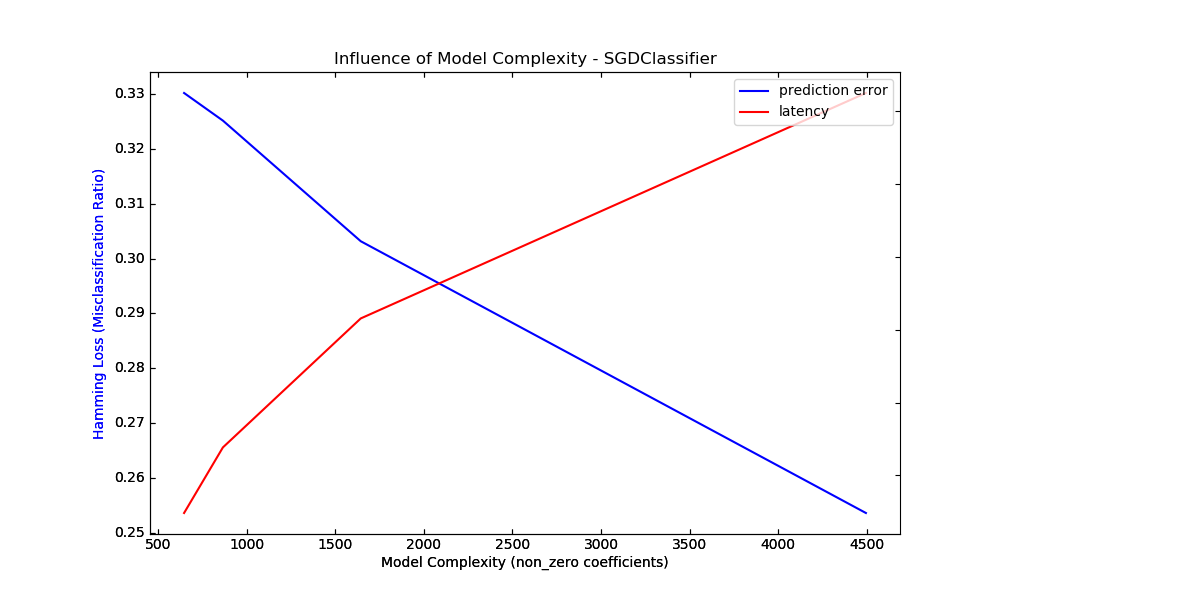 Influence of Model Complexity - SGDClassifier
prediction error
latency
Hamming Loss (Misclassification Ratio)
0.33
0.32
0.31
0.30
0.29
0.28
0.27
0.26
0.25
500 1000 1500 2000 2500 3000 3500 4000 4500
Model Complexity (non_zero coefficients)